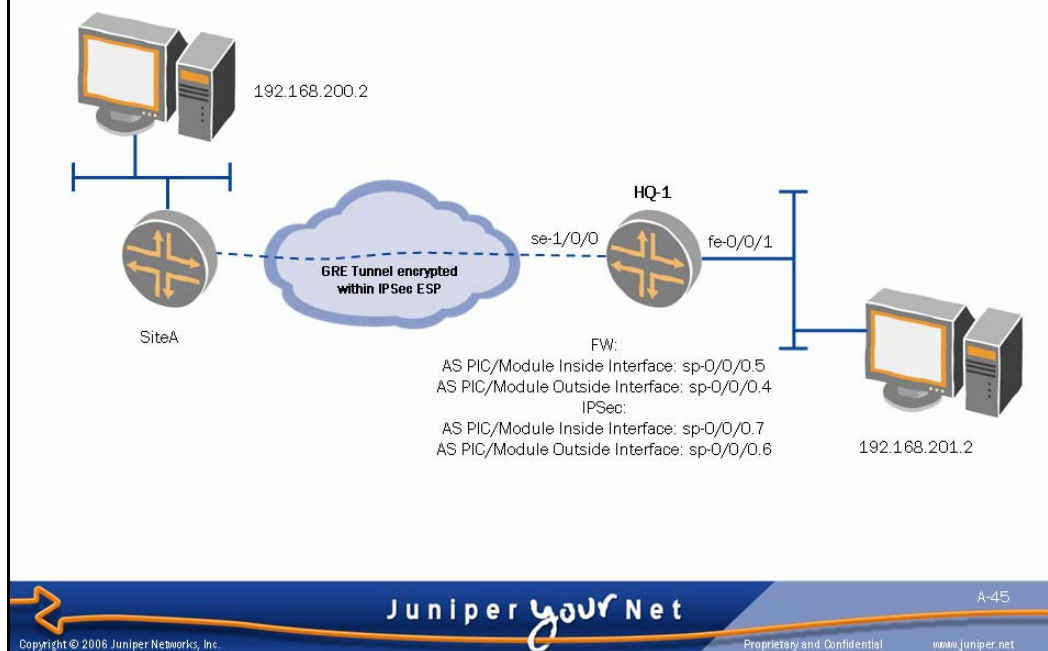 192.168.200.2
HQ-1
se-1/0/0
fe-0/0/1
GRE Tunnel encrypted
within IPSec ESP
SiteA
FW:
AS PIC/Module Inside Interface: sp-0/0/0.5
AS PIC/Module Outside Interface: sp-0/0/0.4
IPSec:
AS PIC/Module Inside Interface: sp-0/0/0.7
AS PIC/Module Outside Interface: sp-0/0/0.6
192.168.201.2
Juniper your Net
A-45
Copyright © 2006 Juniper Networks, Inc.
Proprietary and Confidential
www.juniper.net